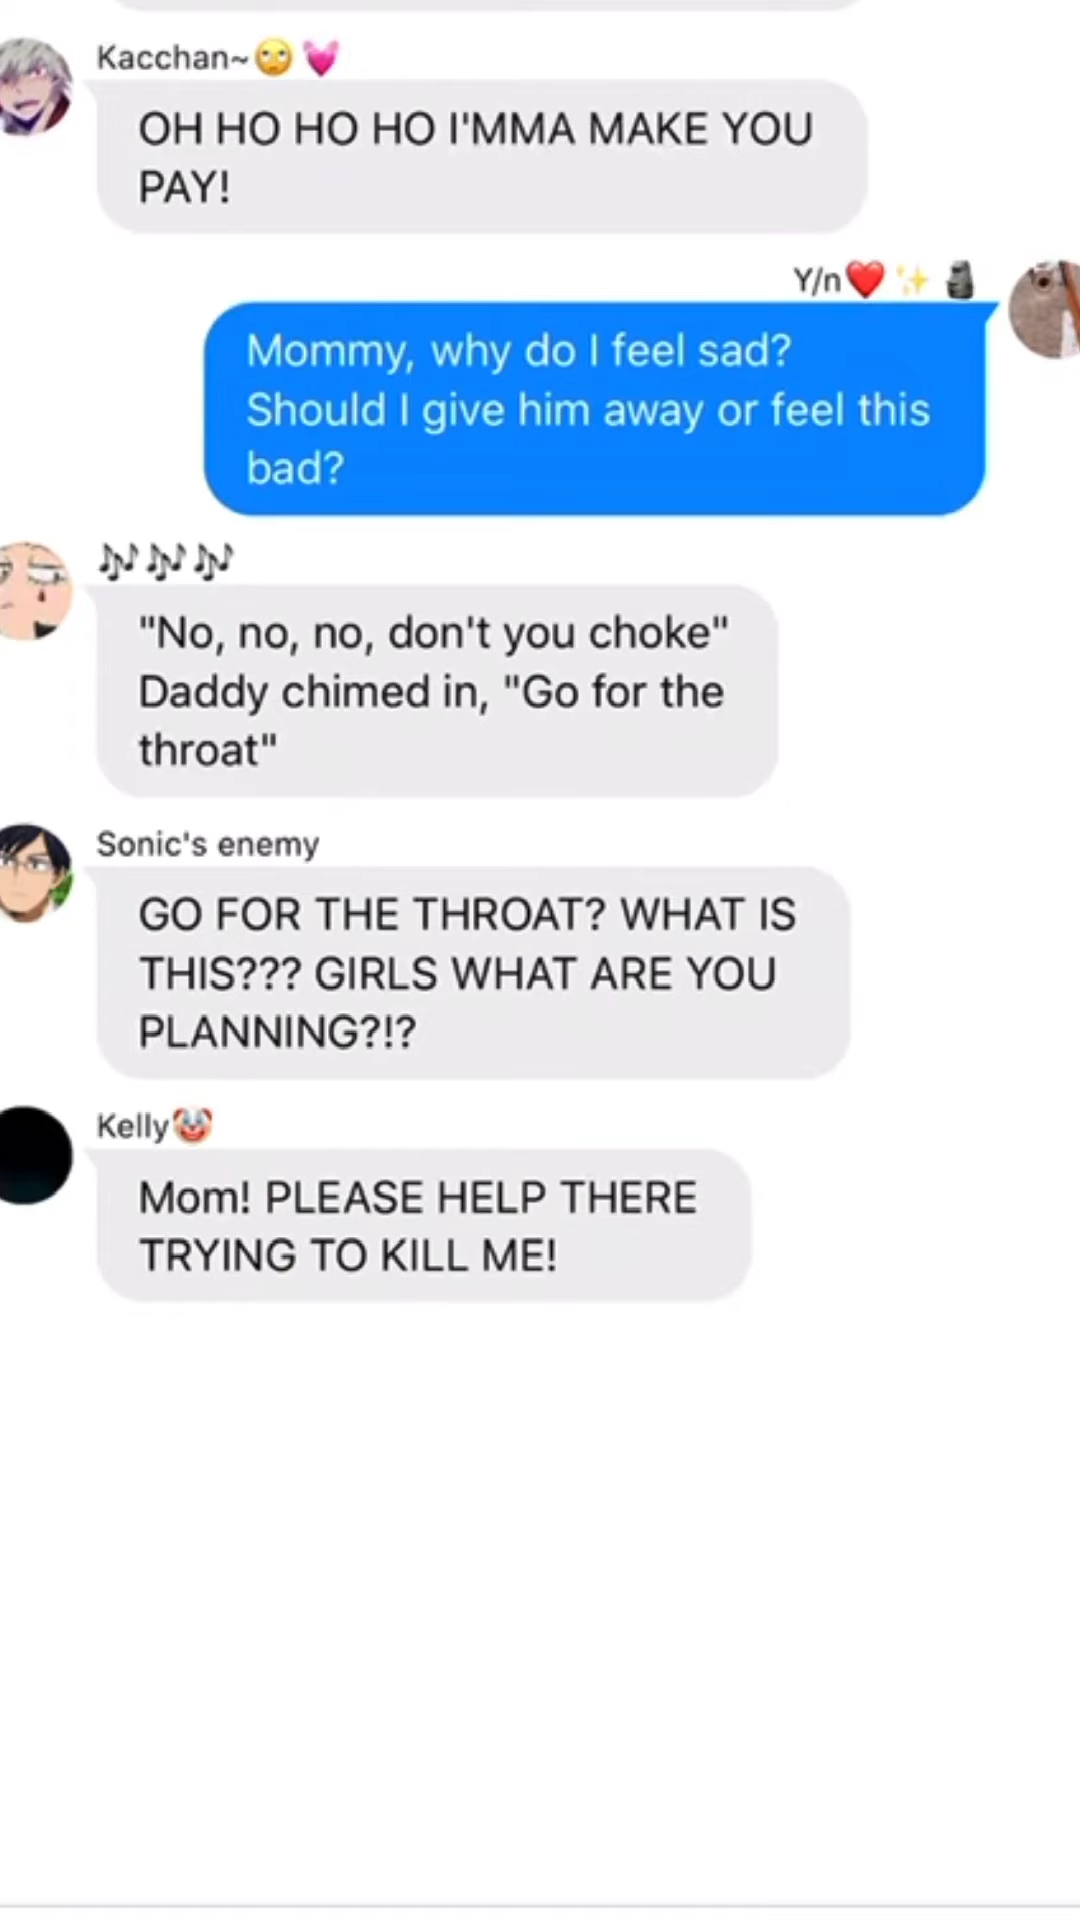 Kacchan~🙄💓
OH HO HO HO I'MMA MAKE YOU
PAY!
Y/n❤️✨🗿
Mommy, why do I feel sad?
Should I give him away or feel this
bad?
🎶🎶🎶
"No, no, no, don't you choke"
Daddy chimed in, "Go for the
throat"
Sonic's enemy
GO FOR THE THROAT? WHAT IS
THIS??? GIRLS WHAT ARE YOU
PLANNING?!?
Kelly🤡
Mom! PLEASE HELP THERE
TRYING TO KILL ME!